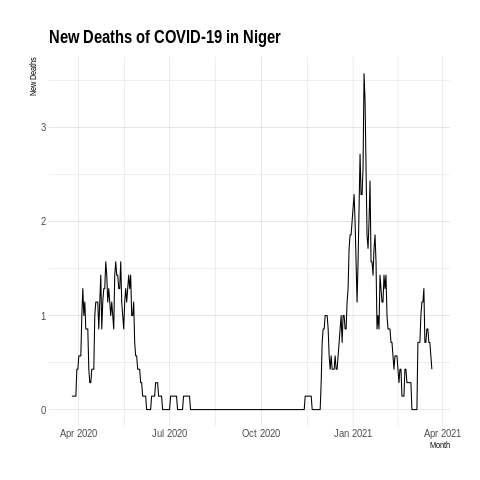 New Deaths of COVID-19 in Niger
New Deaths
3
2
1
0
Apr 2020 Jul 2020 Oct 2020 Jan 2021 Apr 2021
Month